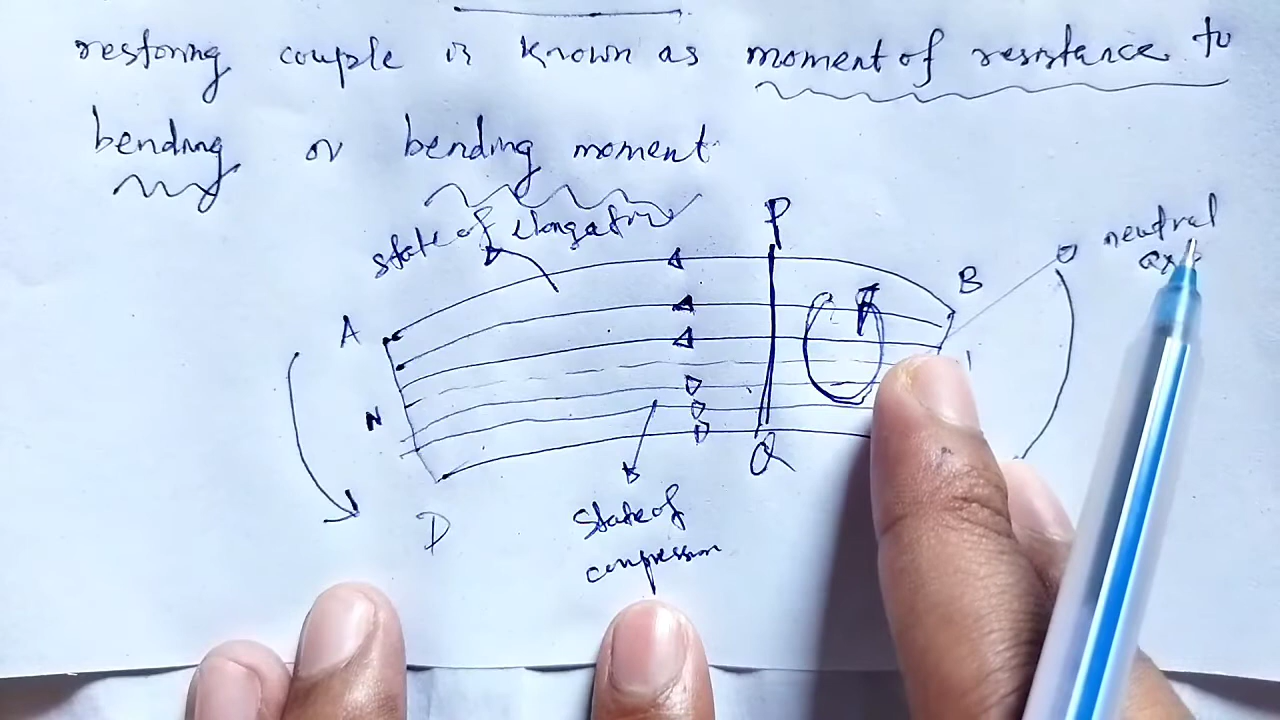 restoring couple is known as moment of resistance to
bending or bending moment
state of elongation
P
neutral
B
A
N
Q
D
State of
compression